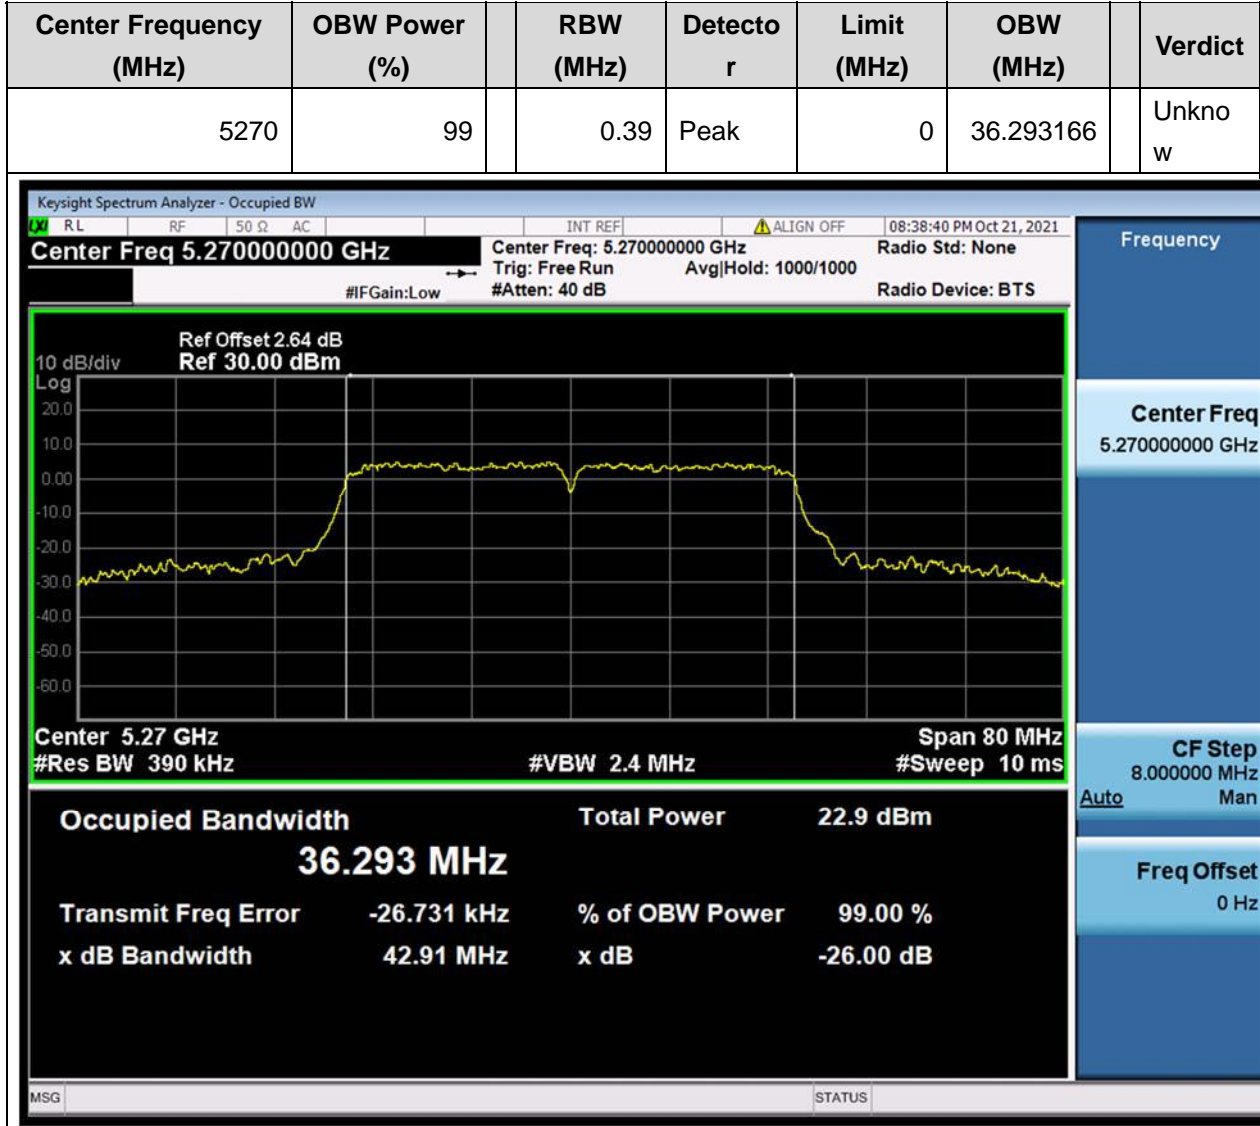 Center Frequency (MHz) OBW Power (%) RBW (MHz) Detecto r Limit (MHz) OBW (MHz) Verdict
5270 99 0.39 Peak 0 36.293166 Unkno w
Keysight Spectrum Analyzer - Occupied BW
LXI RL RF 50 Ω AC INT REF ALIGN OFF 08:38:40 PM Oct 21, 2021
Center Freq 5.270000000 GHz Center Freq: 5.270000000 GHz Radio Std: None
Trig: Free Run Avg|Hold: 1000/1000
#IFGain:Low #Atten: 40 dB Radio Device: BTS
Ref Offset 2.64 dB
10 dB/div Ref 30.00 dBm
Log
20.0
10.0
0.00
-10.0
-20.0
-30.0
-40.0
-50.0
-60.0
Center 5.27 GHz Span 80 MHz
#Res BW 390 kHz #VBW 2.4 MHz #Sweep 10 ms
Occupied Bandwidth Total Power 22.9 dBm
36.293 MHz
Transmit Freq Error -26.731 kHz % of OBW Power 99.00 %
x dB Bandwidth 42.91 MHz x dB -26.00 dB
MSG STATUS
Frequency
Center Freq
5.270000000 GHz
CF Step
8.000000 MHz
Auto Man
Freq Offset
0 Hz